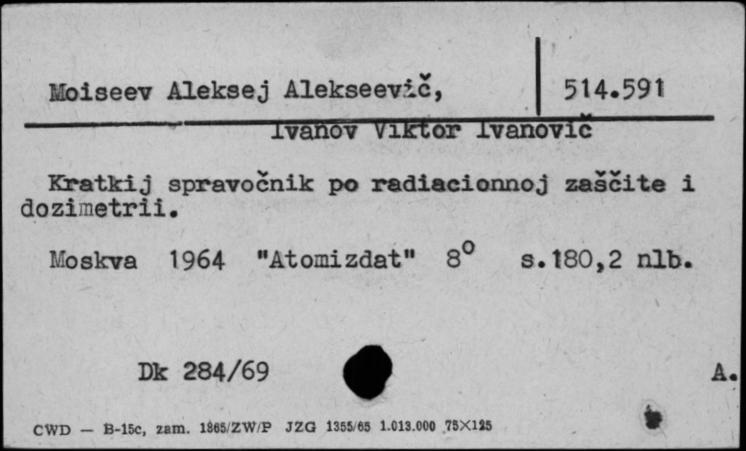 Moiseev Aleksej Alekseevič, 514.591
Ivanov Viktor Ivanovič
Kratkij spravočnik po radiacionnoj zaščite i
dozimetrii.
Moskva 1964 "Atomizdat" 8° s.180,2 nlb.
Dk 284/69 A.
CWD — B-15c, zam. 1865/ZW/P JZG 1355/65 1.013.000 75×125